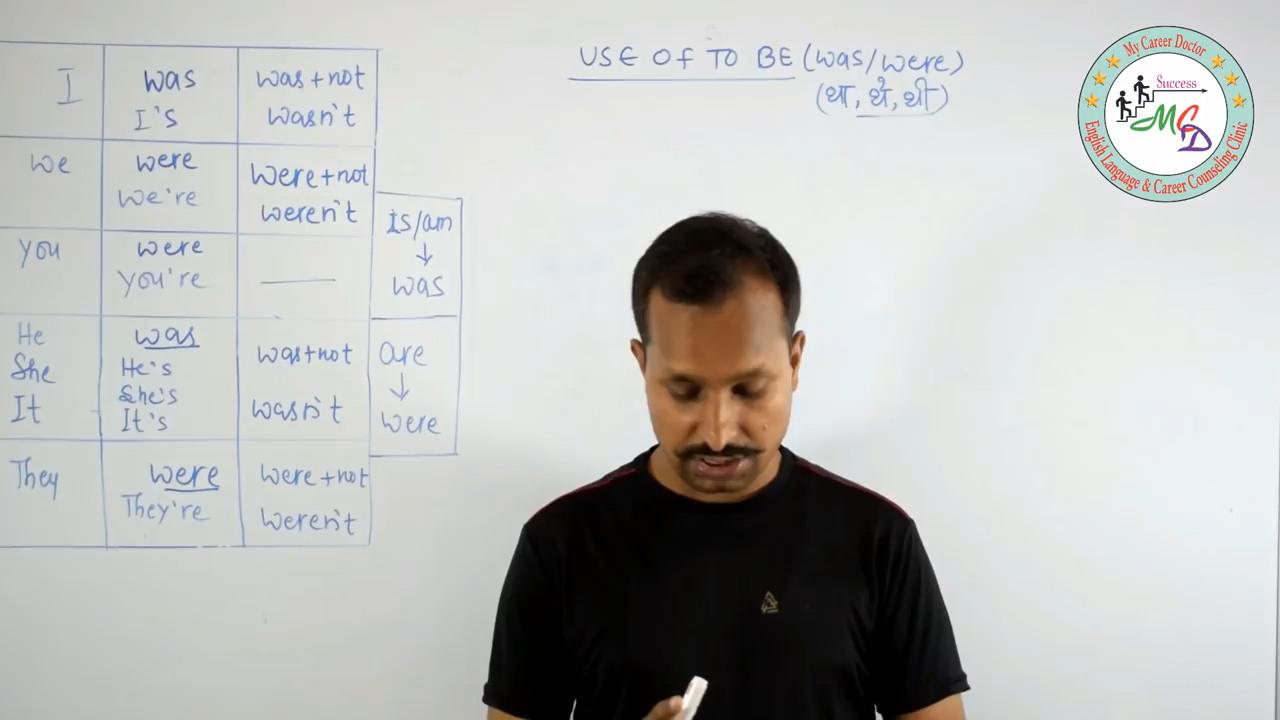 USE OF TO BE (was/were)
(था, थे, थी)
I was was+not
I's wasn't
we were were+not
we're weren't
you were
you're
He was was+not
She He's
She's
It It's wasn't
They were were+not
They're weren't
is/am
↓
was
are
↓
were
My Career Doctor
Success
MCD
English Language & Career Counseling Clinic